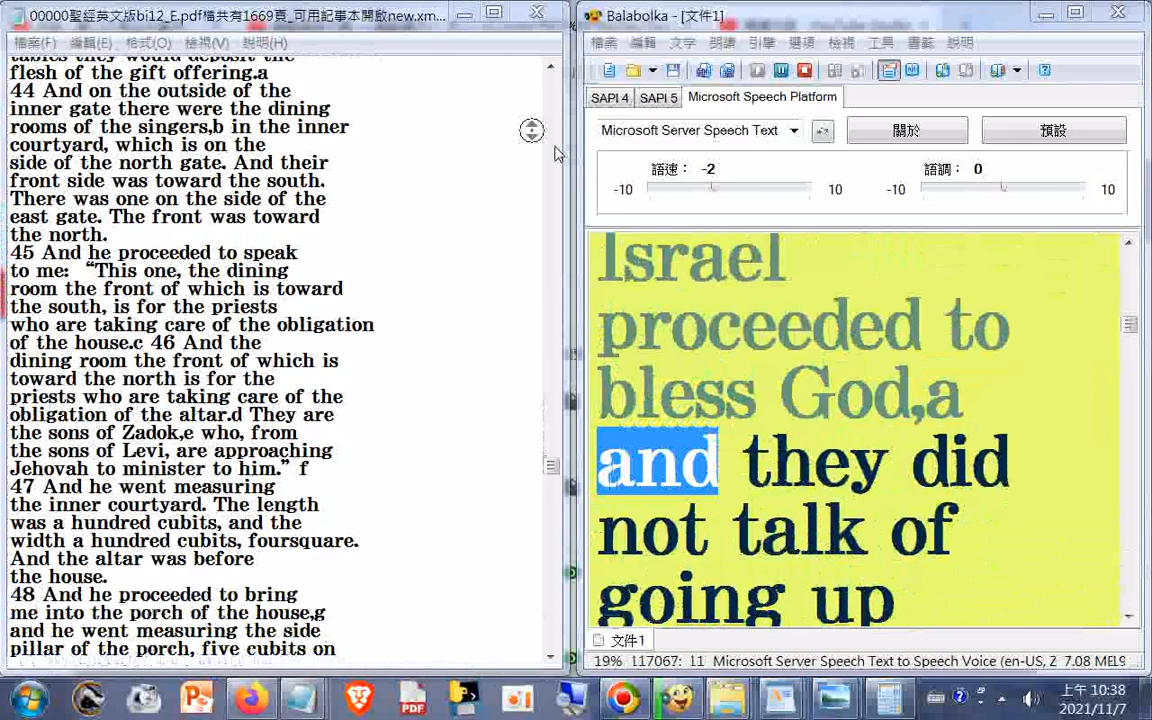 00000聖經英文版bi12_E.pdf檔共有1669頁_可用記事本開啟new.xm...
檔案(F) 編輯(E) 格式(O) 檢視(V) 說明(H)
tables they would deposit the
flesh of the gift offering.a
44 And on the outside of the
inner gate there were the dining
rooms of the singers,b in the inner
courtyard, which is on the
side of the north gate. And their
front side was toward the south.
There was one on the side of the
east gate. The front was toward
the north.
45 And he proceeded to speak
to me: “This one, the dining
room the front of which is toward
the south, is for the priests
who are taking care of the obligation
of the house.c 46 And the
dining room the front of which is
toward the north is for the
priests who are taking care of the
obligation of the altar.d They are
the sons of Zadok,e who, from
the sons of Levi, are approaching
Jehovah to minister to him.” f
47 And he went measuring
the inner courtyard. The length
was a hundred cubits, and the
width a hundred cubits, foursquare.
And the altar was before
the house.
48 And he proceeded to bring
me into the porch of the house,g
and he went measuring the side
pillar of the porch, five cubits on
Balabolka - [文件1]
檔案 編輯 文字 朗讀 引擎 選項 檢視 工具 書籤 說明
SAPI 4 SAPI 5 Microsoft Speech Platform
Microsoft Server Speech Text 關於 預設
語速： -2 語調： 0
-10 10 -10 10
Israel
proceeded to
bless God,a
and they did
not talk of
going up
文件1
19% 117067: 11 Microsoft Server Speech Text to Speech Voice (en-US, Z 7.08 ME
上午 10:38
2021/11/7